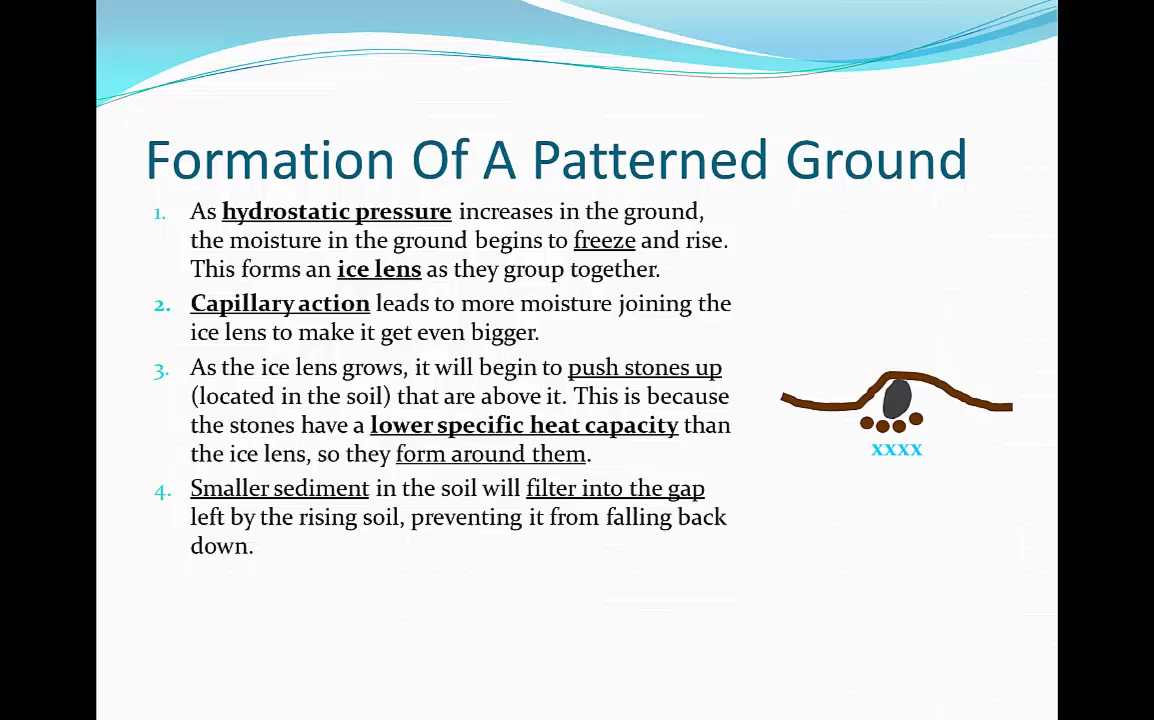 Formation Of A Patterned Ground
1. As hydrostatic pressure increases in the ground,
the moisture in the ground begins to freeze and rise.
This forms an ice lens as they group together.
2. Capillary action leads to more moisture joining the
ice lens to make it get even bigger.
3. As the ice lens grows, it will begin to push stones up
(located in the soil) that are above it. This is because
the stones have a lower specific heat capacity than
the ice lens, so they form around them.
4. Smaller sediment in the soil will filter into the gap
left by the rising soil, preventing it from falling back
down.
xxxx